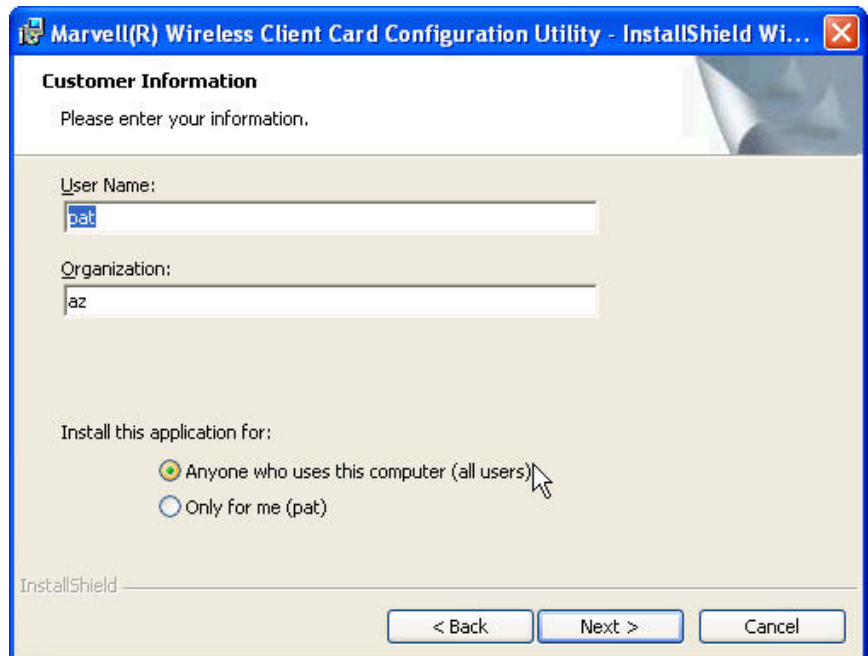 Marvell(R) Wireless Client Card Configuration Utility - InstallShield Wi...
Customer Information
Please enter your information.
User Name:
pat
Organization:
az
Install this application for:
Anyone who uses this computer (all users)
Only for me (pat)
InstallShield
< Back Next > Cancel